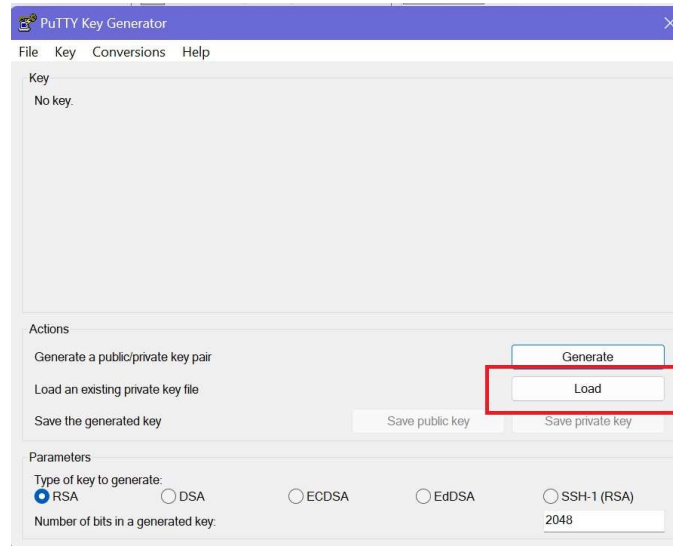 PuTTY Key Generator
File Key Conversions Help
Key
No key.
Actions
Generate a public/private key pair Generate
Load an existing private key file Load
Save the generated key Save public key Save private key
Parameters
Type of key to generate:
RSA DSA ECDSA EdDSA SSH-1 (RSA)
Number of bits in a generated key: 2048